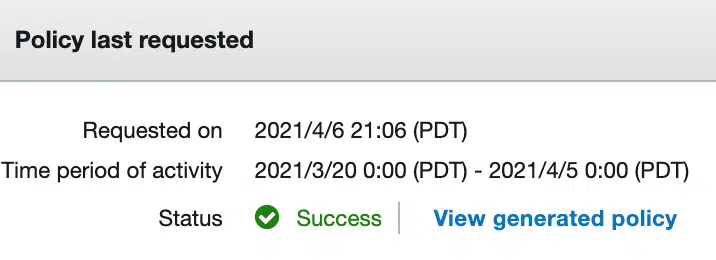 Policy last requested
Requested on 2021/4/6 21:06 (PDT)
Time period of activity 2021/3/20 0:00 (PDT) - 2021/4/5 0:00 (PDT)
Status Success View generated policy